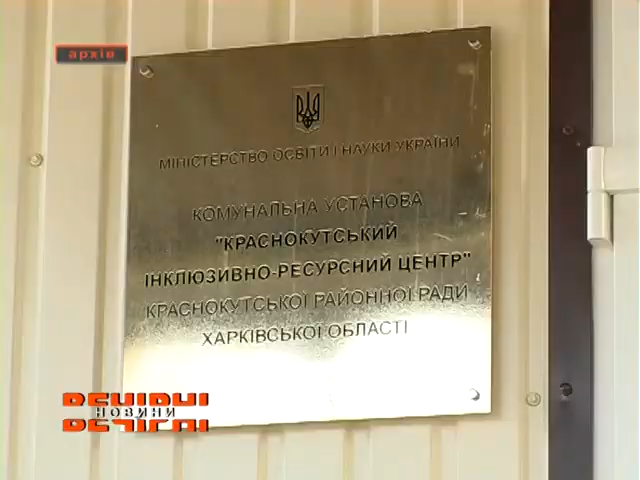 архів
МІНІСТЕРСТВО ОСВІТИ І НАУКИ УКРАЇНИ
КОМУНАЛЬНА УСТАНОВА
"КРАСНОКУТСЬКИЙ
ІНКЛЮЗИВНО-РЕСУРСНИЙ ЦЕНТР"
КРАСНОКУТСЬКОЇ РАЙОННОЇ РАДИ
ХАРКІВСЬКОЇ ОБЛАСТІ
ВЕЧІРНІ
НОВИНИ